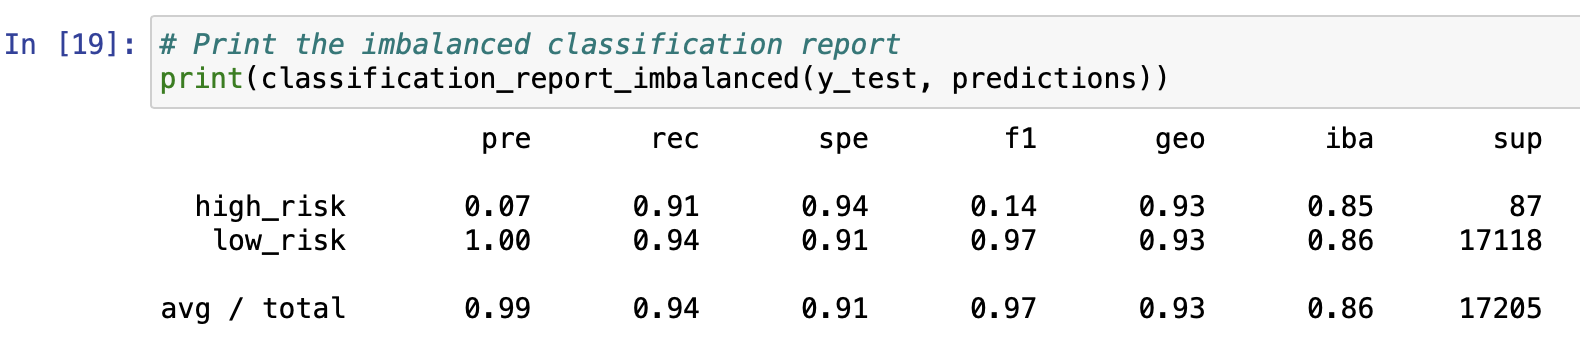 In [19]: # Print the imbalanced classification report
print(classification_report_imbalanced(y_test, predictions))
pre rec spe f1 geo iba sup
high_risk 0.07 0.91 0.94 0.14 0.93 0.85 87
low_risk 1.00 0.94 0.91 0.97 0.93 0.86 17118
avg / total 0.99 0.94 0.91 0.97 0.93 0.86 17205